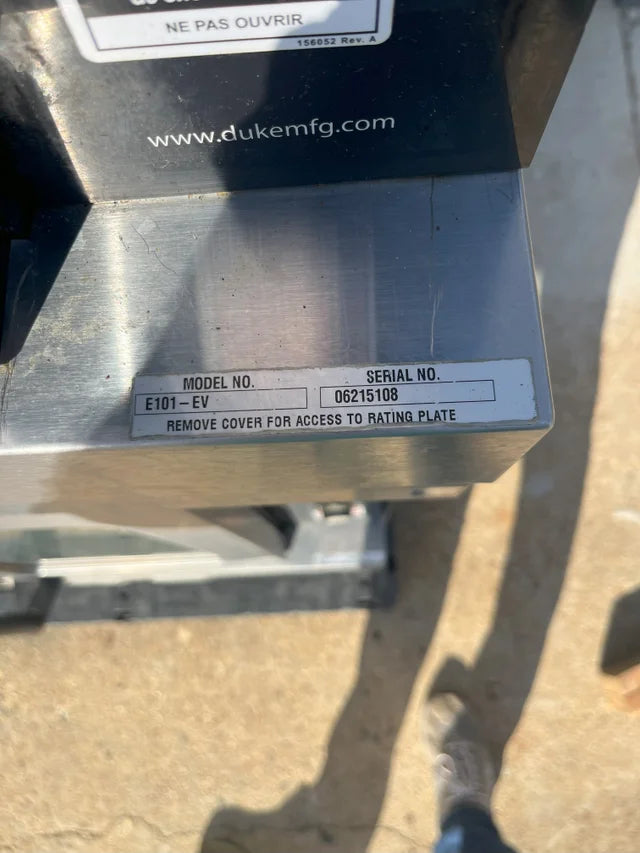 NE PAS OUVRIR
156052 Rev. A
www.dukemfg.com
MODEL NO. SERIAL NO.
E101-EV 06215108
REMOVE COVER FOR ACCESS TO RATING PLATE